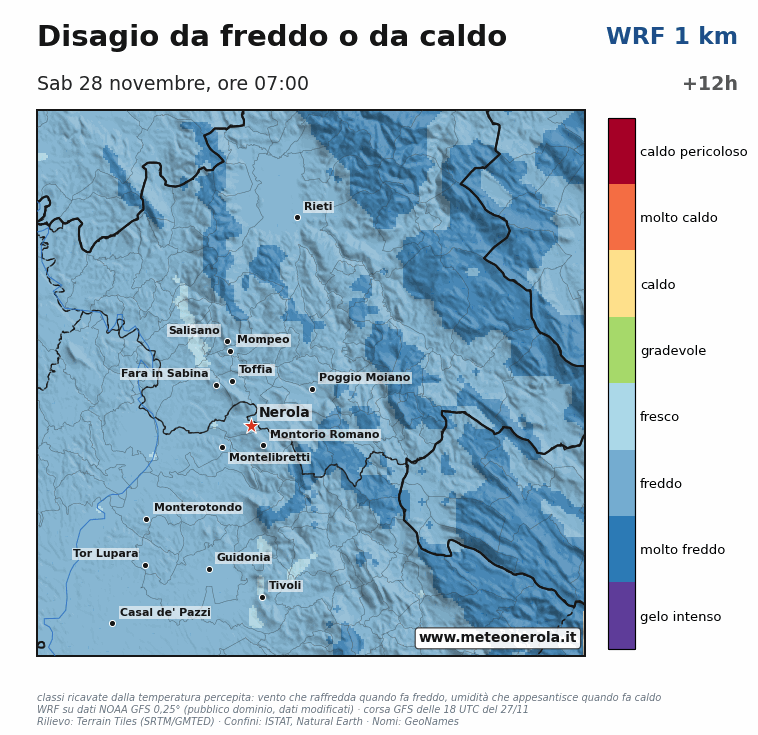 Disagio da freddo o da caldo
WRF 1 km
Sab 28 novembre, ore 07:00
+12h
caldo pericoloso
molto caldo
caldo
gradevole
fresco
freddo
molto freddo
gelo intenso
Rieti
Salisano
Mompeo
Toffia
Fara in Sabina
Poggio Moiano
Nerola
Montorio Romano
Montelibretti
Monterotondo
Tor Lupara
Guidonia
Tivoli
Casal de' Pazzi
www.meteonerola.it
classi ricavate dalla temperatura percepita: vento che raffredda quando fa freddo, umidità che appesantisce quando fa caldo
WRF su dati NOAA GFS 0,25° (pubblico dominio, dati modificati) · corsa GFS delle 18 UTC del 27/11
Rilievo: Terrain Tiles (SRTM/GMTED) · Confini: ISTAT, Natural Earth · Nomi: GeoNames